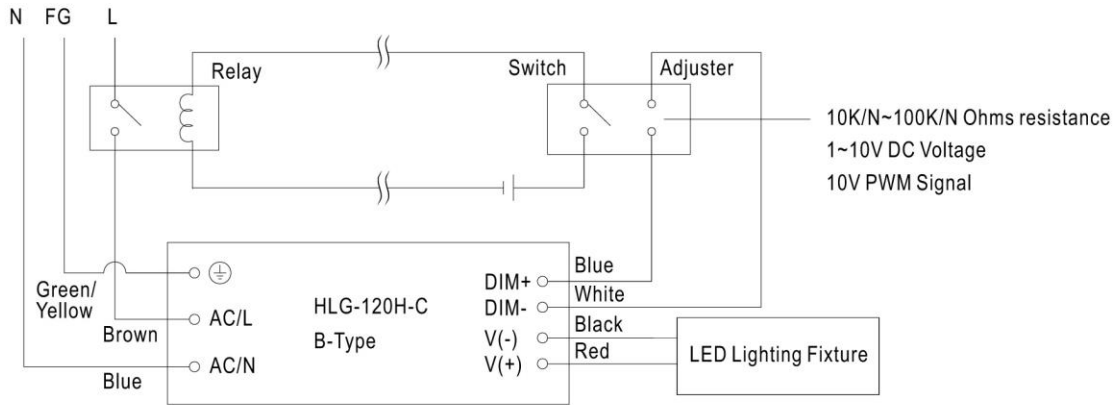 N FG L
Relay
Switch
Adjuster
10K/N~100K/N Ohms resistance
1~10V DC Voltage
10V PWM Signal
Green/
Yellow
Brown
Blue
AC/L
AC/N
HLG-120H-C
B-Type
DIM+
DIM-
V(-)
V(+)
Blue
White
Black
Red
LED Lighting Fixture